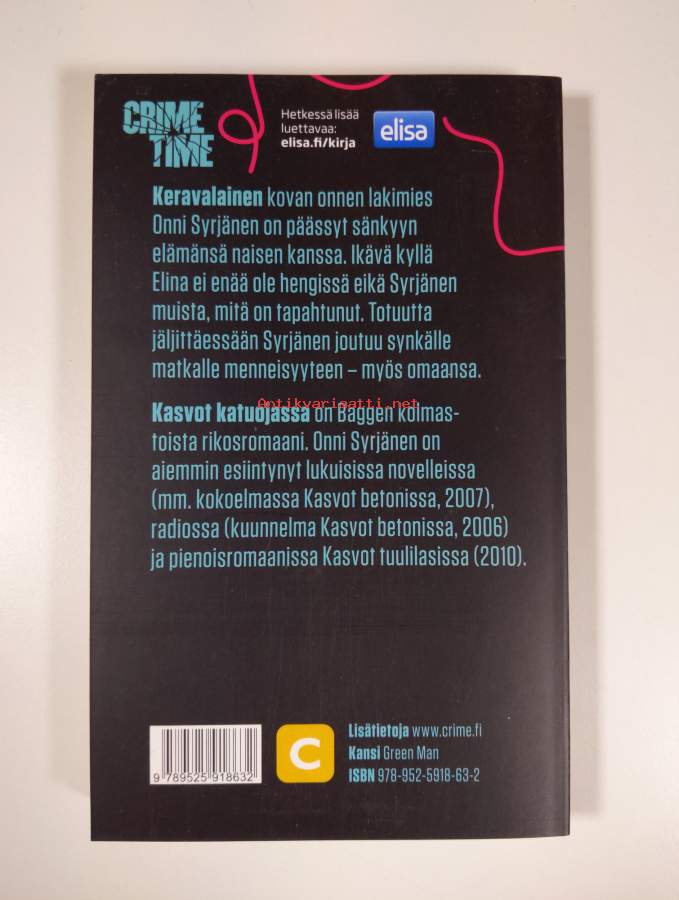 CRIME
TIME
Hetkessä lisää
luettavaa:
elisa.fi/kirja
elisa
Keravalainen kovan onnen lakimies
Onni Syrjänen on päässyt sänkyyn
elämänsä naisen kanssa. Ikävä kyllä
Elina ei enää ole hengissä eikä Syrjänen
muista, mitä on tapahtunut. Totuutta
jäljittäessään Syrjänen joutuu synkälle
matkalle menneisyyteen – myös omaansa.
Antikvariaatti.net
Kasvot katuojassa on Baggen kolmas-
toista rikosromaani. Onni Syrjänen on
aiemmin esiintynyt lukuisissa novelleissa
(mm. kokoelmassa Kasvot betonissa, 2007),
radiossa (kuunnelma Kasvot betonissa, 2006)
ja pienoisromaanissa Kasvot tuulilasissa (2010).
9 789525 918632
C
Lisätietoja www.crime.fi
Kansi Green Man
ISBN 978-952-5918-63-2